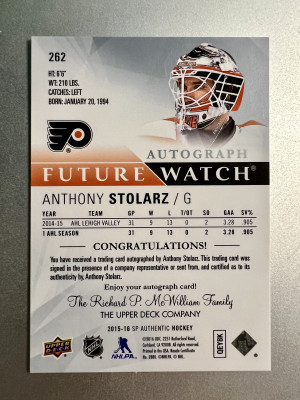 262
HT: 6'6"
WT: 210 LBS.
CATCHES: LEFT
BORN: JANUARY 20, 1994
AUTOGRAPH
FUTURE WATCH
ANTHONY STOLARZ / G
YEAR TEAM GP W L T/OT SO GAA SV%
2014-15 AHL LEHIGH VALLEY 31 9 13 0 2 3.28 .905
1 AHL SEASON 31 9 13 0 2 3.28 .905
CONGRATULATIONS!
You have received a trading card autographed by Anthony Stolarz. This trading card was
signed in the presence of a company representative or sent from, and certified as to its
authenticity by, Anthony Stolarz.
Enjoy your autograph card!
The Richard P. McWilliam Family
THE UPPER DECK COMPANY
2015-16 SP AUTHENTIC HOCKEY
UPPER DECK
NHL
NHLPA
QEY8K